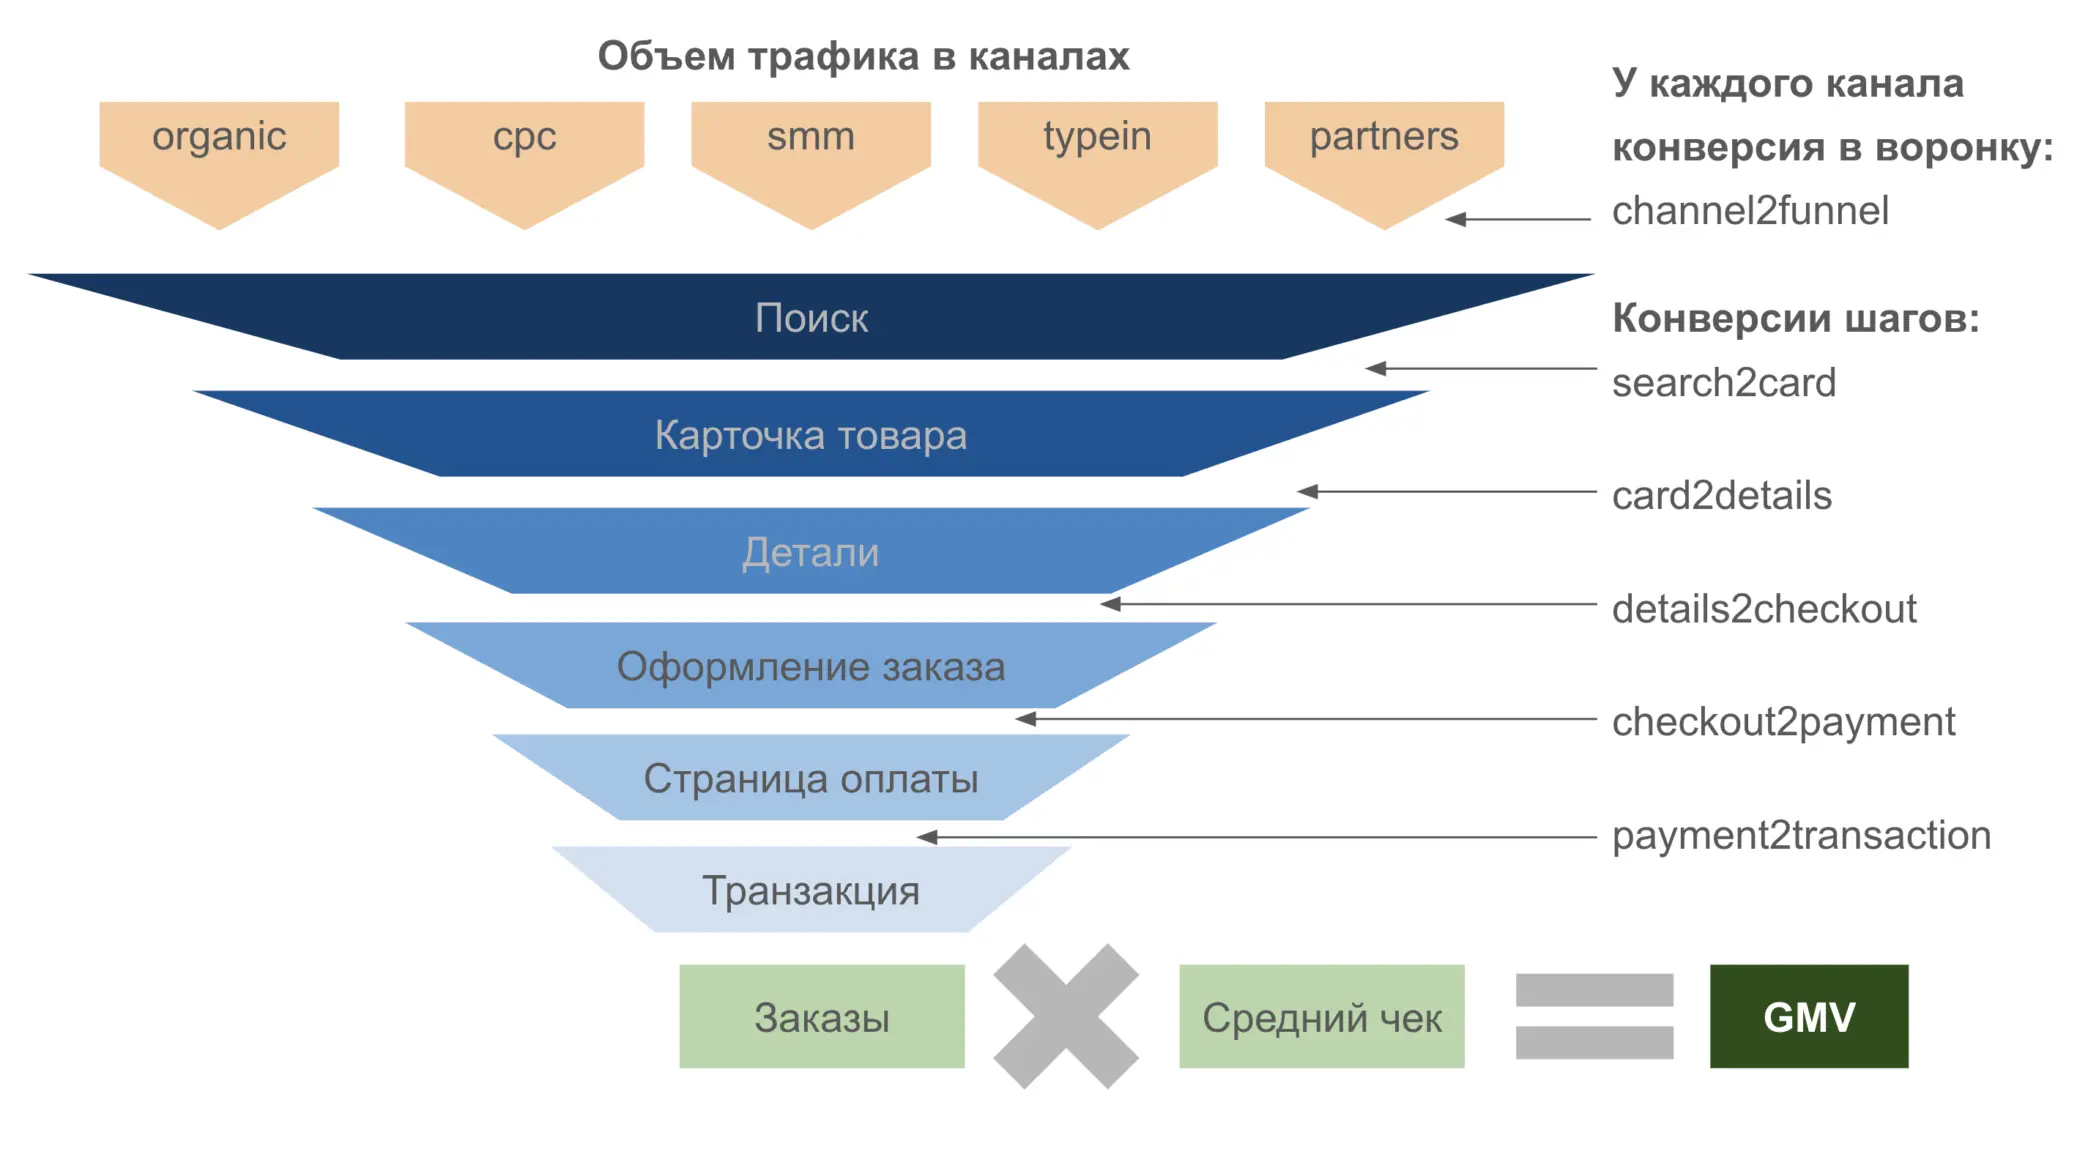 Объем трафика в каналах
organic
cpc
smm
typein
partners
У каждого канала
конверсия в воронку:
channel2funnel
Поиск
Конверсии шагов:
search2card
Карточка товара
card2details
Детали
details2checkout
Оформление заказа
checkout2payment
Страница оплаты
payment2transaction
Транзакция
Заказы
Средний чек
GMV